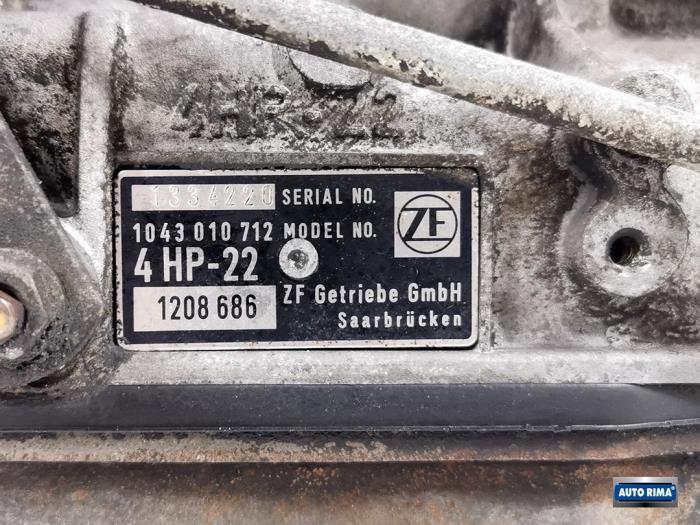 4HP-22
1334220 SERIAL NO.
1043 010 712 MODEL NO.
ZF
4 HP-22
1208 686 ZF Getriebe GmbH
Saarbrücken
AUTO RIMA